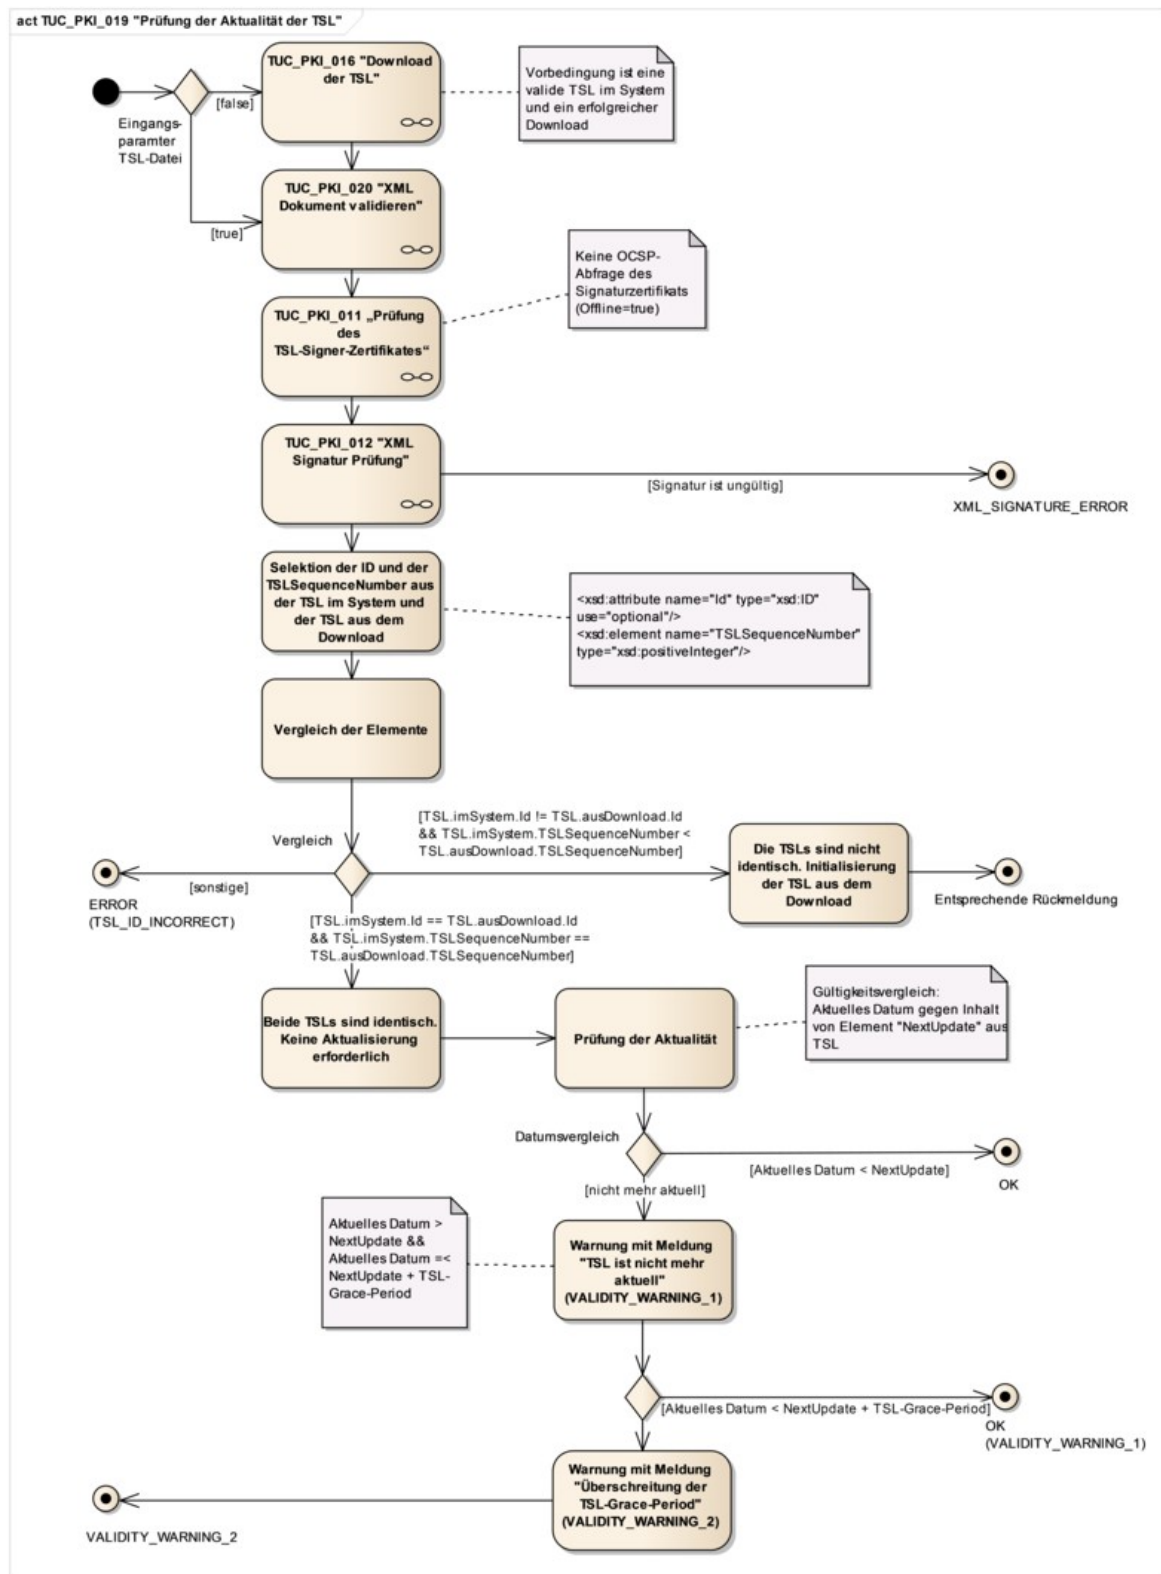 act TUC_PKI_019 "Prüfung der Aktualität der TSL"
TUC_PKI_016 "Download
der TSL"
Vorbedingung ist eine
valide TSL im System
und ein erfolgreicher
Download
[false]
Eingangs-
paramter
TSL-Datei
TUC_PKI_020 "XML
Dokument validieren"
[true]
Keine OCSP-
Abfrage des
Signaturzertifikats
(Offline=true)
TUC_PKI_011 „Prüfung
des
TSL-Signer-Zertifikates“
TUC_PKI_012 "XML
Signatur Prüfung"
[Signatur ist ungültig]
XML_SIGNATURE_ERROR
Selektion der ID und der
TSLSequenceNumber aus
der TSL im System und
der TSL aus dem
Download
<xsd:attribute name="Id" type="xsd:ID"
use="optional"/>
<xsd:element name="TSLSequenceNumber"
type="xsd:positiveInteger"/>
Vergleich der Elemente
Vergleich
[TSL.imSystem.Id != TSL.ausDownload.Id
&& TSL.imSystem.TSLSequenceNumber <
TSL.ausDownload.TSLSequenceNumber]
Die TSLs sind nicht
identisch. Initialisierung
der TSL aus dem
Download
Entsprechende Rückmeldung
[sonstige]
ERROR
(TSL_ID_INCORRECT)
[TSL.imSystem.Id == TSL.ausDownload.Id
&& TSL.imSystem.TSLSequenceNumber ==
TSL.ausDownload.TSLSequenceNumber]
Beide TSLs sind identisch.
Keine Aktualisierung
erforderlich
Prüfung der Aktualität
Gültigkeitsvergleich:
Aktuelles Datum gegen Inhalt
von Element "NextUpdate" aus
TSL
Datumsvergleich
[Aktuelles Datum < NextUpdate]
OK
[nicht mehr aktuell]
Aktuelles Datum >
NextUpdate &&
Aktuelles Datum =<
NextUpdate + TSL-
Grace-Period
Warnung mit Meldung
"TSL ist nicht mehr
aktuell"
(VALIDITY_WARNING_1)
[Aktuelles Datum < NextUpdate + TSL-Grace-Period]
OK
(VALIDITY_WARNING_1)
Warnung mit Meldung
"Überschreitung der
TSL-Grace-Period"
(VALIDITY_WARNING_2)
VALIDITY_WARNING_2